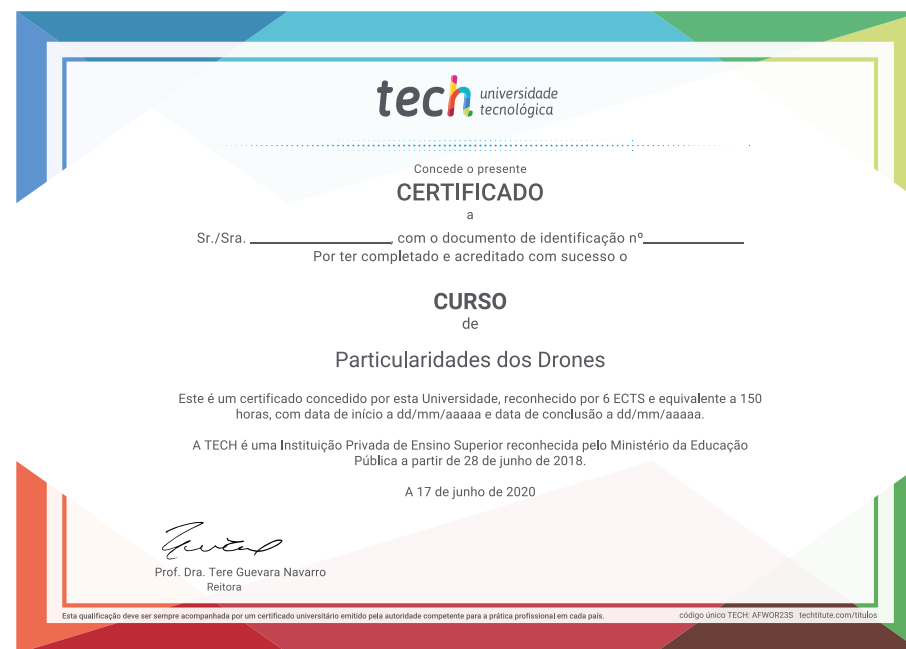 tech universidade
tecnológica
Concede o presente
CERTIFICADO
a
Sr./Sra. _________________, com o documento de identificação nº____________
Por ter completado e acreditado com sucesso o
CURSO
de
Particularidades dos Drones
Este é um certificado concedido por esta Universidade, reconhecido por 6 ECTS e equivalente a 150
horas, com data de início a dd/mm/aaaaa e data de conclusão a dd/mm/aaaaa.
A TECH é uma Instituição Privada de Ensino Superior reconhecida pelo Ministério da Educação
Pública a partir de 28 de junho de 2018.
A 17 de junho de 2020
Prof. Dra. Tere Guevara Navarro
Reitora
Esta qualificação deve ser sempre acompanhada por um certificado universitário emitido pela autoridade competente para a prática profissional em cada país.
código único TECH: AFWOR23S techtitute.com/titulos